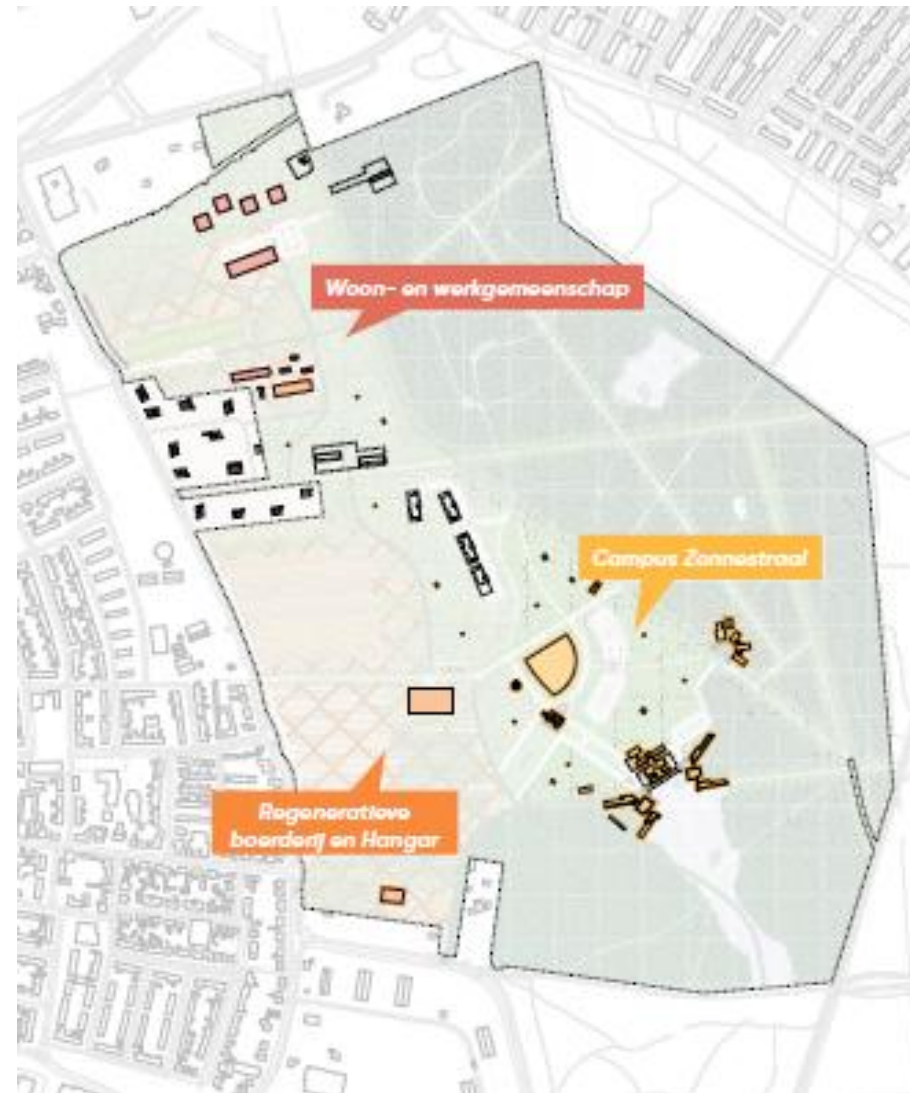 Woon- en werkgemeenschap
Campus Zonnestraal
Regeneratieve
boerderij en Hangar